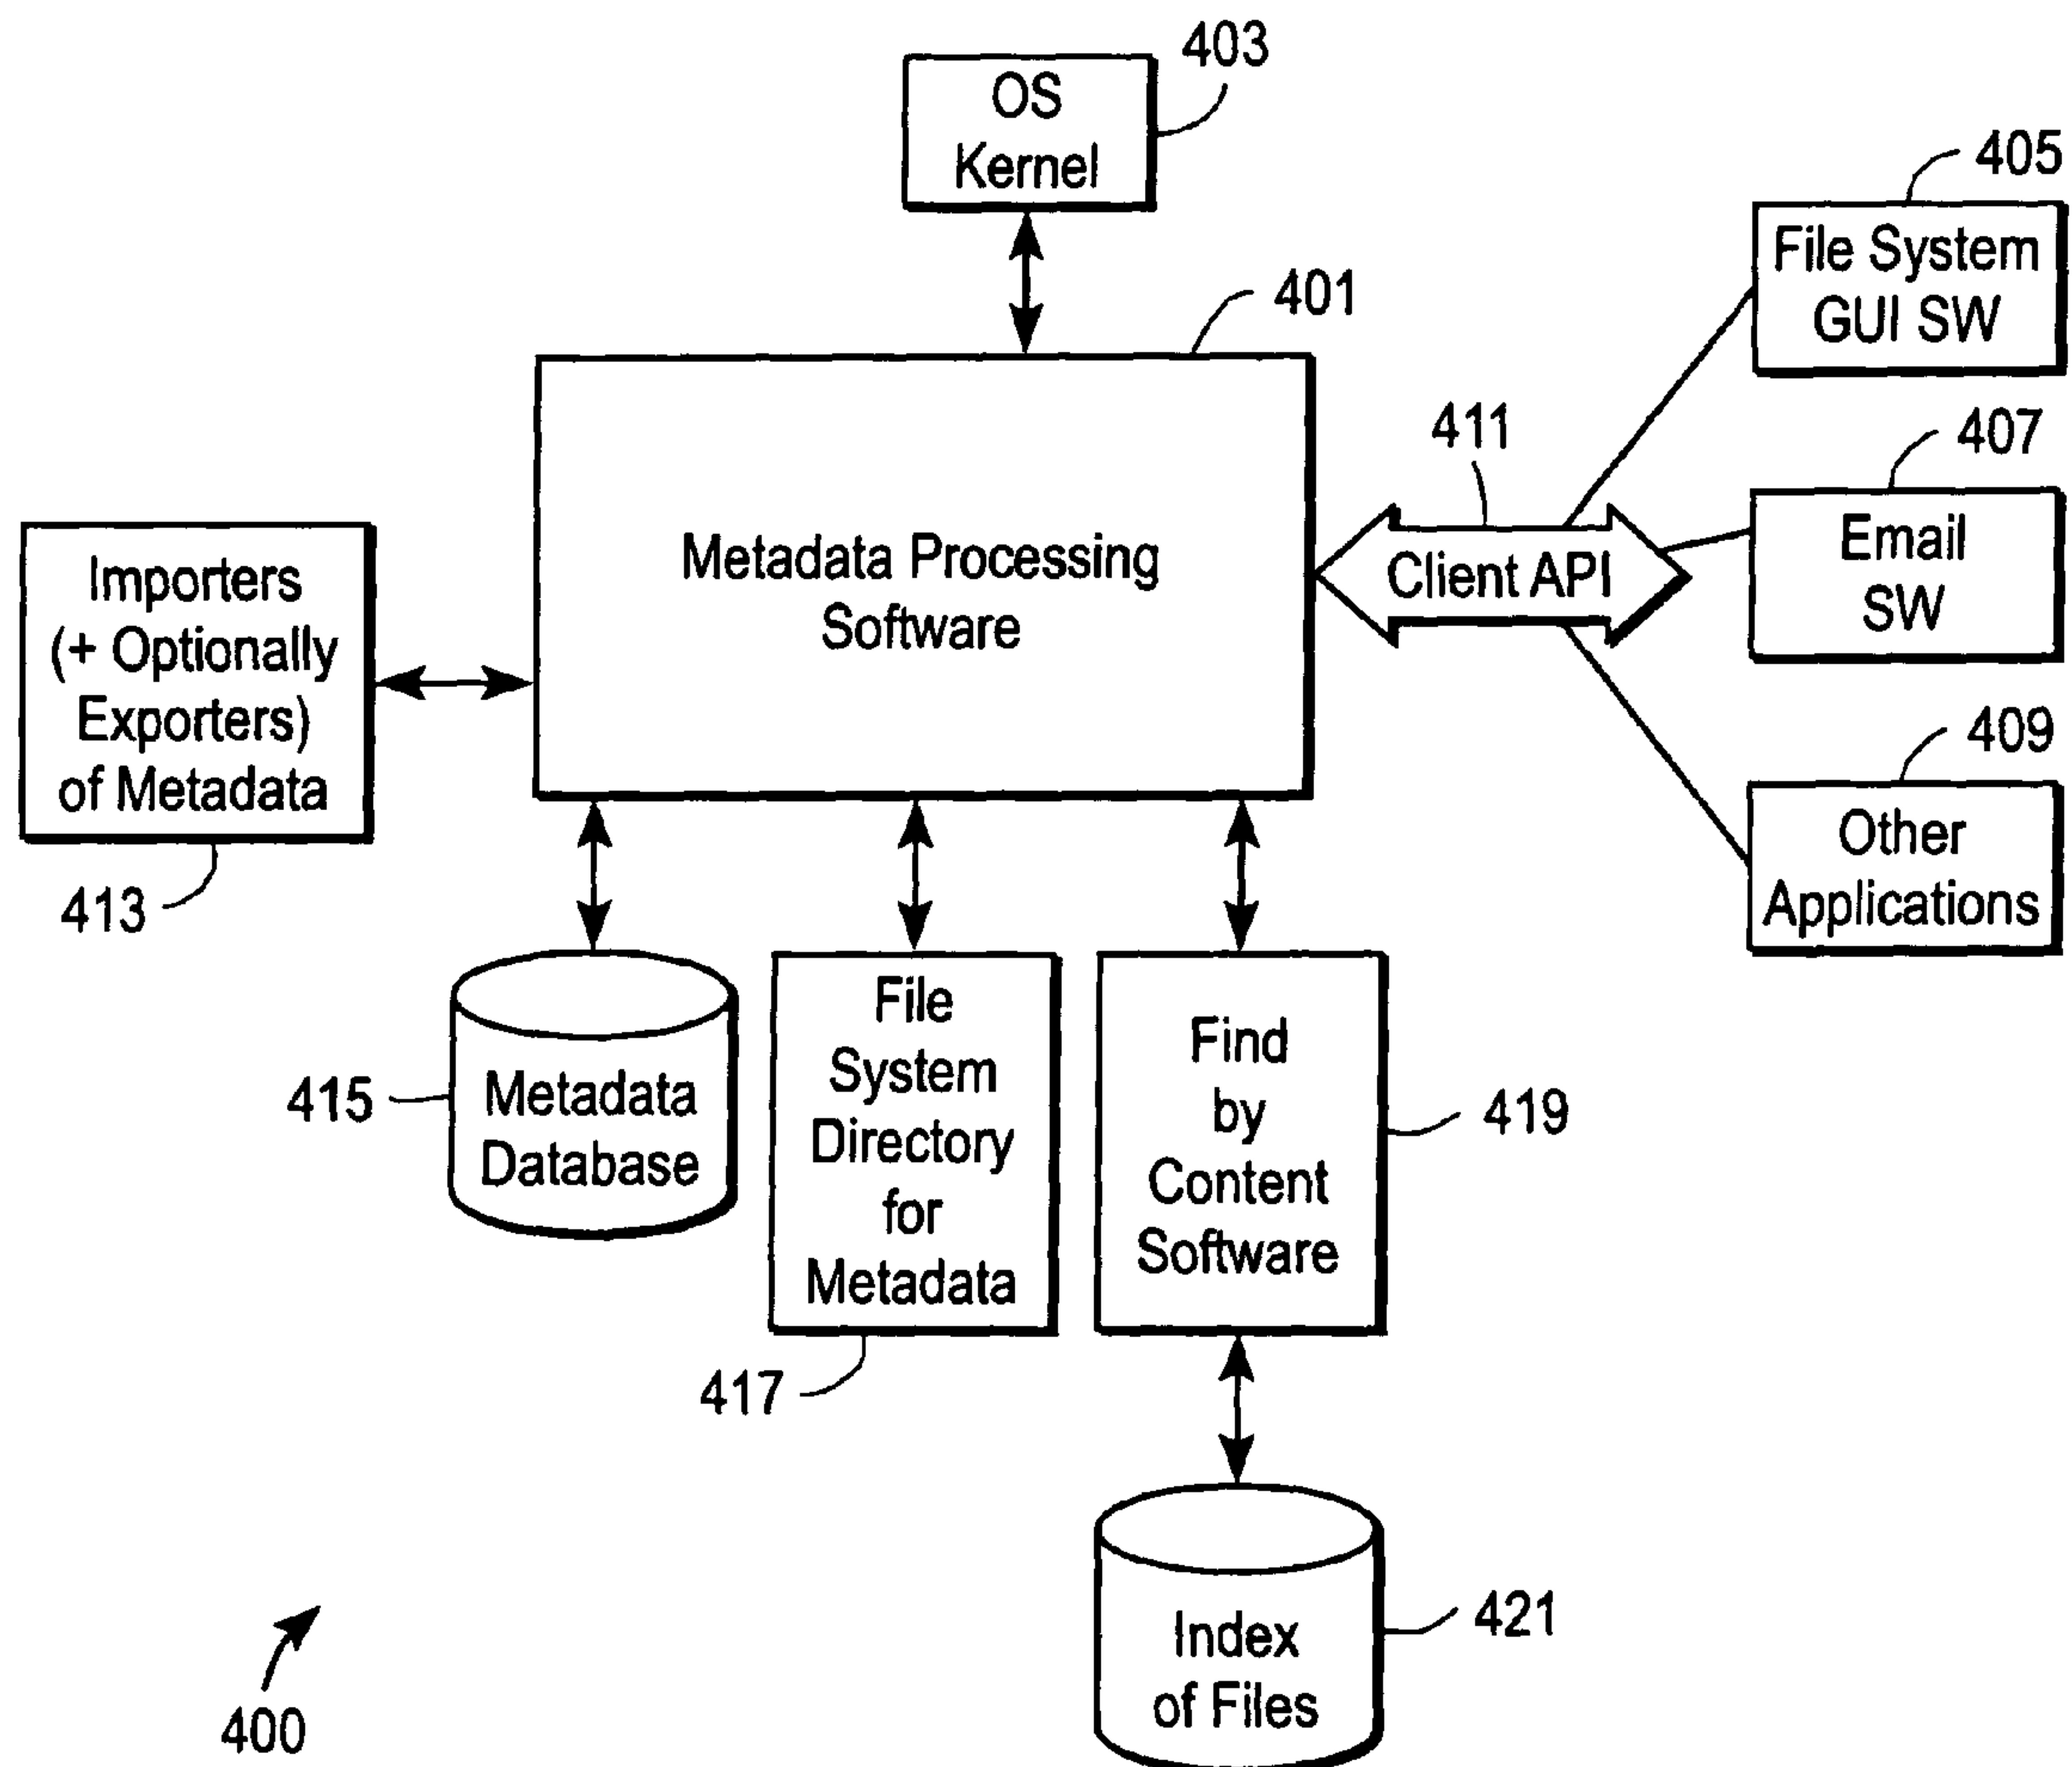 403
OS
Kernel
405
File System
GUI SW
401
411
407
Email
SW
Client API
Metadata Processing
Software
Importers
(+ Optionally
Exporters)
of Metadata
413
409
Other
Applications
415
Metadata
Database
File
System
Directory
for
Metadata
417
Find
by
Content
Software
419
Index
of Files
421
400